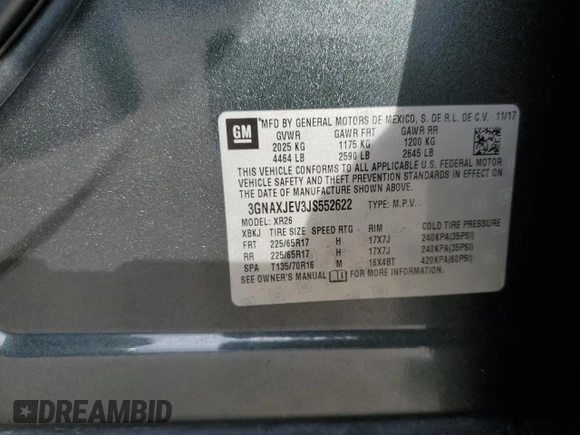 GM
MFD BY GENERAL MOTORS DE MEXICO, S. DE R.L. DE C.V. 11/17
GVWR GAWR FRT GAWR RR
2025 KG 1175 KG 1200 KG
4464 LB 2590 LB 2645 LB
THIS VEHICLE CONFORMS TO ALL APPLICABLE U.S. FEDERAL MOTOR
VEHICLE SAFETY, BUMPER, AND THEFT PREVENTION STANDARDS IN EFFECT ON THE
DATE OF MANUFACTURE SHOWN ABOVE.
3GNAXJEV3JS552622 TYPE: M.P.V.
MODEL: XR26
XBKJ TIRE SIZE SPEED RTG RIM COLD TIRE PRESSURE
FRT 225/65R17 H 17X7J 240KPA(35PSI)
RR 225/65R17 H 17X7J 240KPA(35PSI)
SPA T135/70R16 M 16X4BT 420KPA(60PSI)
SEE OWNER'S MANUAL FOR MORE INFORMATION.
DREAMBID